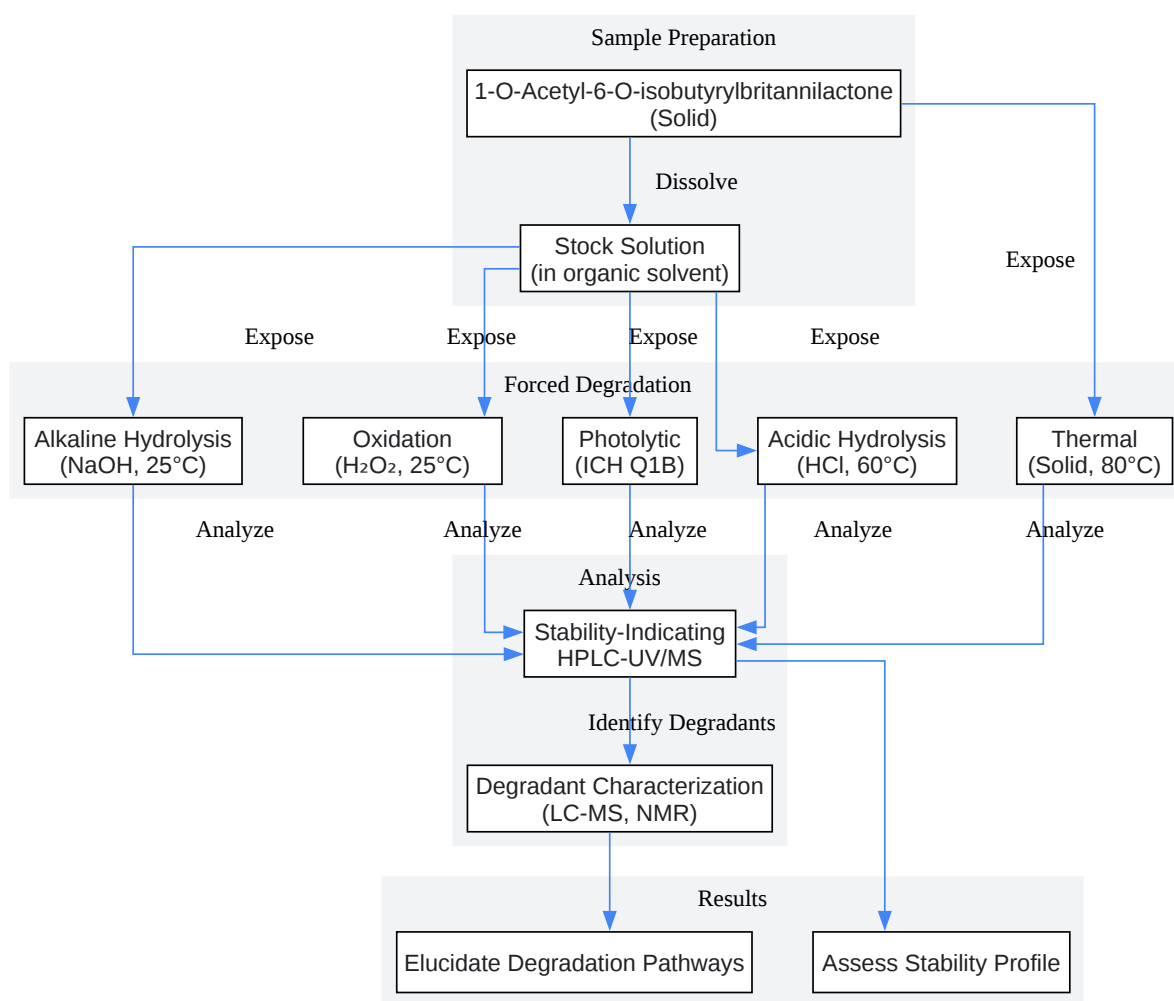 Sample Preparation
1-O-Acetyl-6-O-isobutyrylbritannilactone
(Solid)
Dissolve
Stock Solution
(in organic solvent)
Expose
Expose
Expose
Expose
Expose
Forced Degradation
Alkaline Hydrolysis
(NaOH, 25°C)
Oxidation
(H₂O₂, 25°C)
Photolytic
(ICH Q1B)
Acidic Hydrolysis
(HCl, 60°C)
Thermal
(Solid, 80°C)
Analyze
Analyze
Analyze
Analyze
Analyze
Analysis
Stability-Indicating
HPLC-UV/MS
Identify Degradants
Degradant Characterization
(LC-MS, NMR)
Results
Elucidate Degradation Pathways
Assess Stability Profile